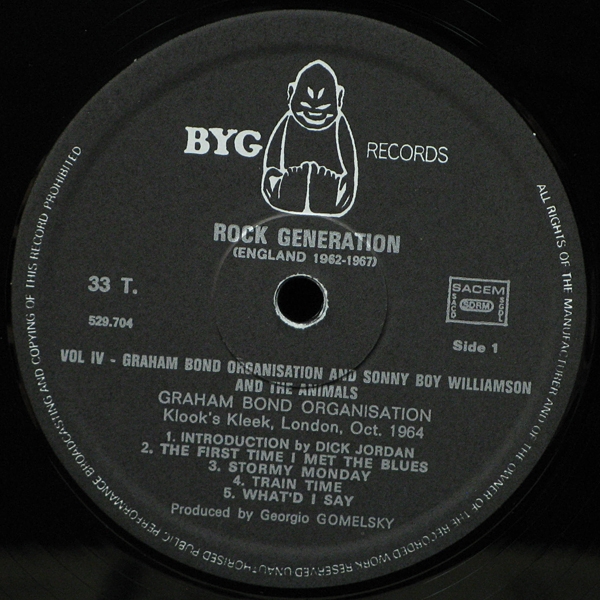 BYG RECORDS
ROCK GENERATION
(ENGLAND 1962-1967)
33 T.
529.704
SACEM
SACD SDRM SGDL
Side 1
VOL IV - GRAHAM BOND ORGANISATION AND SONNY BOY WILLIAMSON
AND THE ANIMALS
GRAHAM BOND ORGANISATION
Klook's Kleek, London, Oct. 1964
1. INTRODUCTION by DICK JORDAN
2. THE FIRST TIME I MET THE BLUES
3. STORMY MONDAY
4. TRAIN TIME
5. WHAT'D I SAY
Produced by Georgio GOMELSKY
ALL RIGHTS OF THE MANUFACTURER AND OF THE OWNER OF THE RECORDED WORK RESERVED UNAUTHORISED PUBLIC PERFORMANCE BROADCASTING AND COPYING OF THIS RECORD PROHIBITED